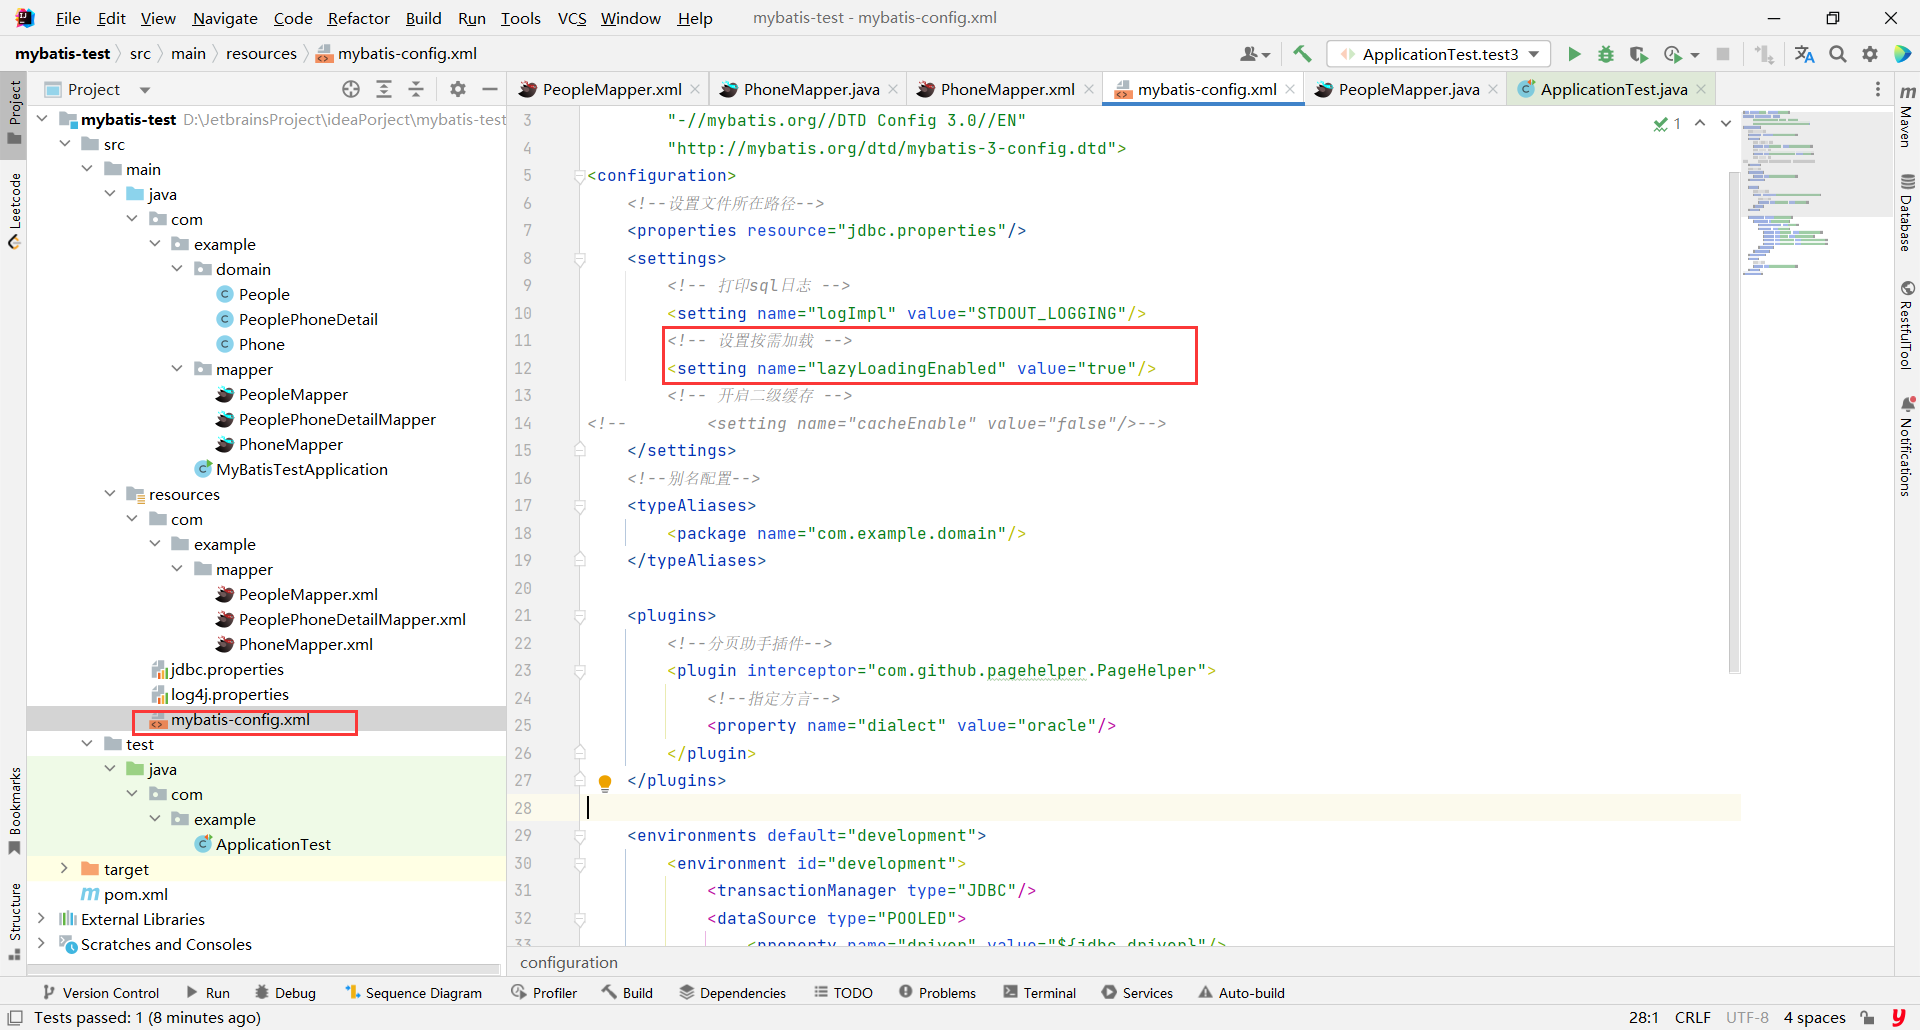 File Edit View Navigate Code Refactor Build Run Tools VCS Window Help mybatis-test - mybatis-config.xml
mybatis-test src main resources mybatis-config.xml
ApplicationTest.test3
Project
PeopleMapper.xml PhoneMapper.java PhoneMapper.xml mybatis-config.xml PeopleMapper.java ApplicationTest.java
Project
Leetcode
Bookmarks
Structure
mybatis-test D:\JetbrainsProject\ideaPorject\mybatis-test
src
main
java
com
example
domain
People
PeoplePhoneDetail
Phone
mapper
PeopleMapper
PeoplePhoneDetailMapper
PhoneMapper
MyBatisTestApplication
resources
com
example
mapper
PeopleMapper.xml
PeoplePhoneDetailMapper.xml
PhoneMapper.xml
jdbc.properties
log4j.properties
mybatis-config.xml
test
java
com
example
ApplicationTest
target
pom.xml
External Libraries
Scratches and Consoles
1
3 "-//mybatis.org//DTD Config 3.0//EN"
4 "http://mybatis.org/dtd/mybatis-3-config.dtd">
5 <configuration>
6 <!--设置文件所在路径-->
7 <properties resource="jdbc.properties"/>
8 <settings>
9 <!-- 打印sql日志 -->
10 <setting name="logImpl" value="STDOUT_LOGGING"/>
11 <!-- 设置按需加载 -->
12 <setting name="lazyLoadingEnabled" value="true"/>
13 <!-- 开启二级缓存 -->
14 <!-- <setting name="cacheEnable" value="false"/>-->
15 </settings>
16 <!--别名配置-->
17 <typeAliases>
18 <package name="com.example.domain"/>
19 </typeAliases>
20
21 <plugins>
22 <!--分页助手插件-->
23 <plugin interceptor="com.github.pagehelper.PageHelper">
24 <!--指定方言-->
25 <property name="dialect" value="oracle"/>
26 </plugin>
27 </plugins>
28
29 <environments default="development">
30 <environment id="development">
31 <transactionManager type="JDBC"/>
32 <dataSource type="POOLED">
33 <property name="driver" value="${jdbc.driver}"/>
Maven
Database
RestfulTool
Notifications
configuration
Version Control Run Debug Sequence Diagram Profiler Build Dependencies TODO Problems Terminal Services Auto-build
Tests passed: 1 (8 minutes ago) 28:1 CRLF UTF-8 4 spaces